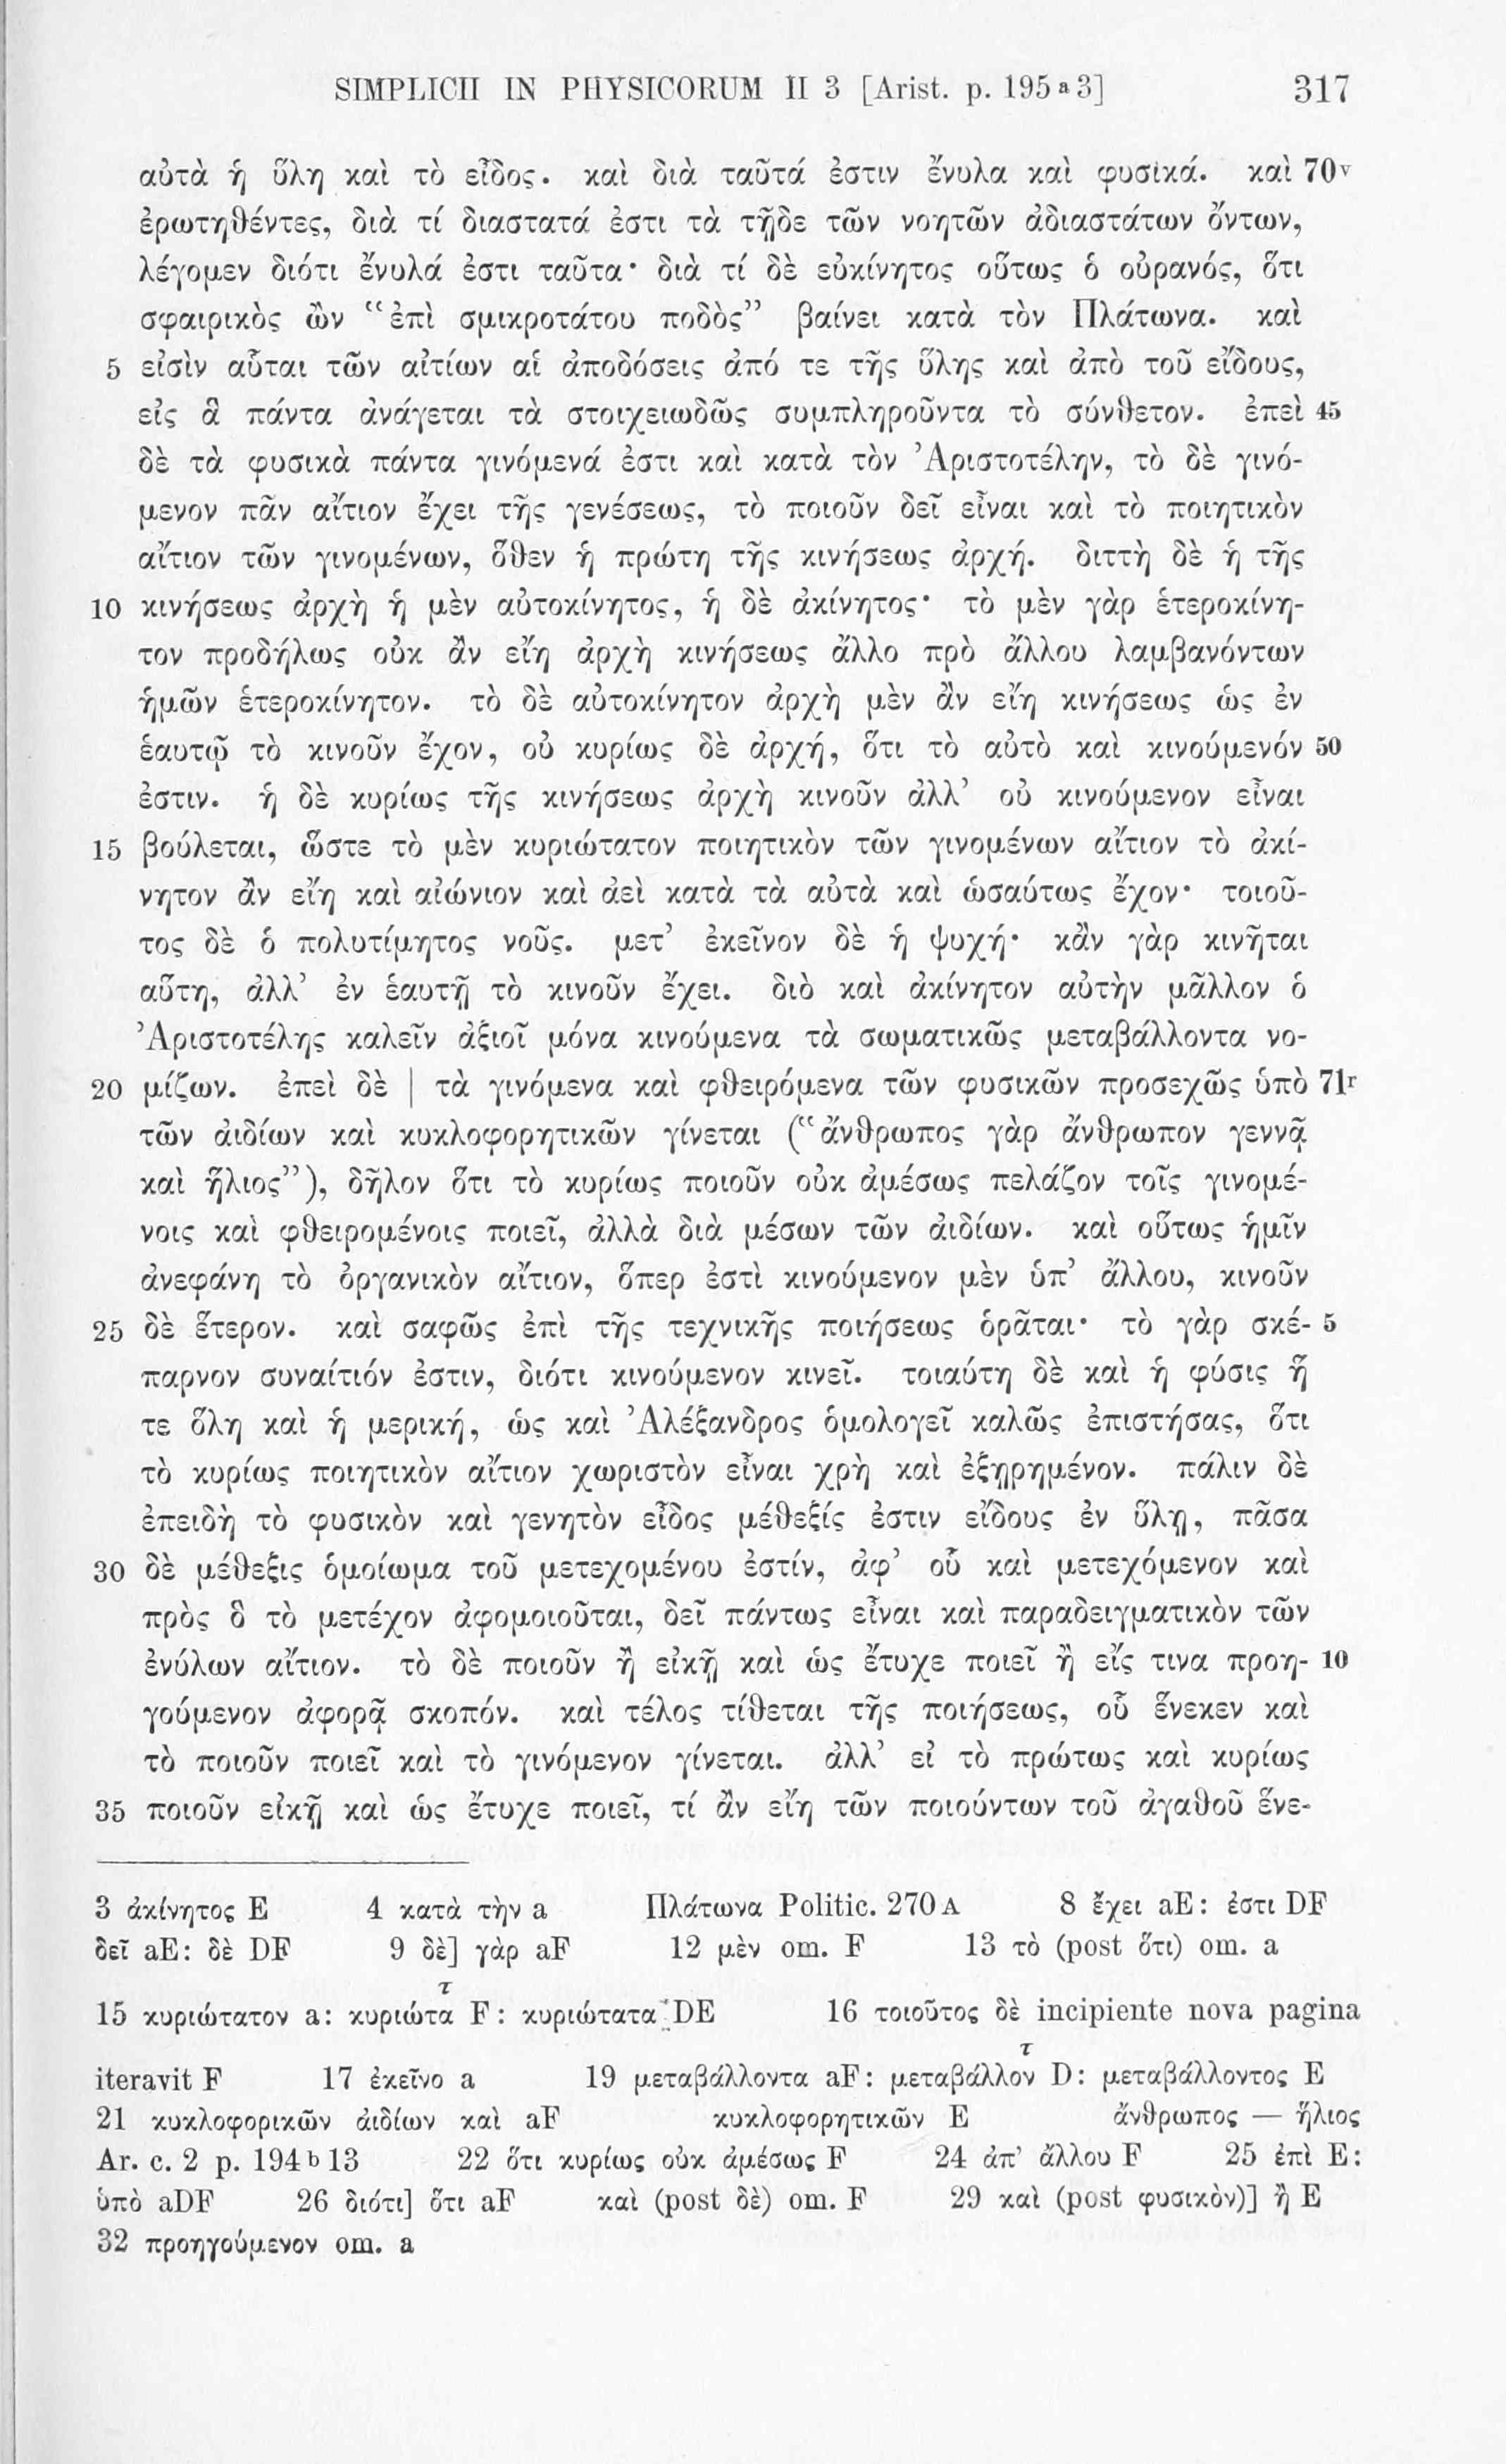 SIMPLICII IN PHYSICORUM II 3 [Arist. p. 195 a 3] 317
αὐτὰ ἡ ὕλη καὶ τὸ εἶδος. καὶ διὰ ταῦτά ἐστιν ἔνυλα καὶ φυσικά. καὶ 70v
ἐρωτηθέντες, διὰ τί διαστατά ἐστι τὰ τῇδε τῶν νοητῶν ἀδιαστάτων ὄντων,
λέγομεν διότι ἔνυλά ἐστι ταῦτα· διὰ τί δὲ εὐκίνητος οὕτως ὁ οὐρανός, ὅτι
σφαιρικὸς ὢν “ἐπὶ σμικροτάτου ποδὸς” βαίνει κατὰ τὸν Πλάτωνα. καὶ
5 εἰσὶν αὗται τῶν αἰτίων αἱ ἀποδόσεις ἀπό τε τῆς ὕλης καὶ ἀπὸ τοῦ εἴδους,
εἰς ἃ πάντα ἀνάγεται τὰ στοιχειωδῶς συμπληροῦντα τὸ σύνθετον. ἐπεὶ 45
δὲ τὰ φυσικὰ πάντα γινόμενά ἐστι καὶ κατὰ τὸν Ἀριστοτέλην, τὸ δὲ γινό-
μενον πᾶν αἴτιον ἔχει τῆς γενέσεως, τὸ ποιοῦν δεῖ εἶναι καὶ τὸ ποιητικὸν
αἴτιον τῶν γινομένων, ὅθεν ἡ πρώτη τῆς κινήσεως ἀρχή. διττὴ δὲ ἡ τῆς
10 κινήσεως ἀρχὴ ἡ μὲν αὐτοκίνητος, ἡ δὲ ἀκίνητος· τὸ μὲν γὰρ ἑτεροκίνη-
τον προδήλως οὐκ ἂν εἴη ἀρχὴ κινήσεως ἄλλο πρὸ ἄλλου λαμβανόντων
ἡμῶν ἑτεροκίνητον. τὸ δὲ αὐτοκίνητον ἀρχὴ μὲν ἂν εἴη κινήσεως ὡς ἐν
ἑαυτῷ τὸ κινοῦν ἔχον, οὐ κυρίως δὲ ἀρχή, ὅτι τὸ αὐτὸ καὶ κινούμενόν 50
ἐστιν. ἡ δὲ κυρίως τῆς κινήσεως ἀρχὴ κινοῦν ἀλλ’ οὐ κινούμενον εἶναι
15 βούλεται, ὥστε τὸ μὲν κυριώτατον ποιητικὸν τῶν γινομένων αἴτιον τὸ ἀκί-
νητον ἂν εἴη καὶ αἰώνιον καὶ ἀεὶ κατὰ τὰ αὐτὰ καὶ ὡσαύτως ἔχον· τοιοῦ-
τος δὲ ὁ πολυτίμητος νοῦς. μετ’ ἐκεῖνον δὲ ἡ ψυχή· κἂν γὰρ κινῆται
αὕτη, ἀλλ’ ἐν ἑαυτῇ τὸ κινοῦν ἔχει. διὸ καὶ ἀκίνητον αὐτὴν μᾶλλον ὁ
Ἀριστοτέλης καλεῖν ἀξιοῖ μόνα κινούμενα τὰ σωματικῶς μεταβάλλοντα νο-
20 μίζων. ἐπεὶ δὲ | τὰ γινόμενα καὶ φθειρόμενα τῶν φυσικῶν προσεχῶς ὑπὸ 71r
τῶν ἀιδίων καὶ κυκλοφορητικῶν γίνεται (“ἄνθρωπος γὰρ ἄνθρωπον γεννᾷ
καὶ ἥλιος”), δῆλον ὅτι τὸ κυρίως ποιοῦν οὐκ ἀμέσως πελάζον τοῖς γινομέ-
νοις καὶ φθειρομένοις ποιεῖ, ἀλλὰ διὰ μέσων τῶν ἀιδίων. καὶ οὕτως ἡμῖν
ἀνεφάνη τὸ ὀργανικὸν αἴτιον, ὅπερ ἐστὶ κινούμενον μὲν ὑπ’ ἄλλου, κινοῦν
25 δὲ ἕτερον. καὶ σαφῶς ἐπὶ τῆς τεχνικῆς ποιήσεως ὁρᾶται· τὸ γὰρ σκέ- 5
παρνον συναίτιόν ἐστιν, διότι κινούμενον κινεῖ. τοιαύτη δὲ καὶ ἡ φύσις ἥ
τε ὅλη καὶ ἡ μερική, ὡς καὶ Ἀλέξανδρος ὁμολογεῖ καλῶς ἐπιστήσας, ὅτι
τὸ κυρίως ποιητικὸν αἴτιον χωριστὸν εἶναι χρὴ καὶ ἐξῃρημένον. πάλιν δὲ
ἐπειδὴ τὸ φυσικὸν καὶ γενητὸν εἶδος μέθεξίς ἐστιν εἴδους ἐν ὕλῃ, πᾶσα
30 δὲ μέθεξις ὁμοίωμα τοῦ μετεχομένου ἐστίν, ἀφ’ οὗ καὶ μετεχόμενον καὶ
πρὸς ὃ τὸ μετέχον ἀφομοιοῦται, δεῖ πάντως εἶναι καὶ παραδειγματικὸν τῶν
ἐνύλων αἴτιον. τὸ δὲ ποιοῦν ἢ εἰκῇ καὶ ὡς ἔτυχε ποιεῖ ἢ εἴς τινα προη- 10
γούμενον ἀφορᾷ σκοπόν. καὶ τέλος τίθεται τῆς ποιήσεως, οὗ ἕνεκεν καὶ
τὸ ποιοῦν ποιεῖ καὶ τὸ γινόμενον γίνεται. ἀλλ’ εἰ τὸ πρώτως καὶ κυρίως
35 ποιοῦν εἰκῇ καὶ ὡς ἔτυχε ποιεῖ, τί ἂν εἴη τῶν ποιούντων τοῦ ἀγαθοῦ ἕνε-
3 ἀκίνητος E 4 κατὰ τὴν a Πλάτωνα Politic. 270 A 8 ἔχει aE: ἐστι DF
δεῖ aE: δὲ DF 9 δὲ] γὰρ aF 12 μὲν om. F 13 τὸ (post ὅτι) om. a
15 κυριώτατον a: κυριώτατ F: κυριώτατα DE 16 τοιοῦτος δὲ incipiente nova pagina
iteravit F 17 ἐκεῖνο a 19 μεταβάλλοντα aF: μεταβάλλοντ D: μεταβάλλοντος E
21 κυκλοφορικῶν ἀιδίων καὶ aF κυκλοφορητικῶν E ἄνθρωπος — ἥλιος
Ar. c. 2 p. 194 b 13 22 ὅτι κυρίως οὐκ ἀμέσως F 24 ἀπ’ ἄλλου F 25 ἐπὶ E:
ὑπὸ aDF 26 διότι] ὅτι aF καὶ (post δὲ) om. F 29 καὶ (post φυσικὸν)] ἢ E
32 προηγούμενον om. a